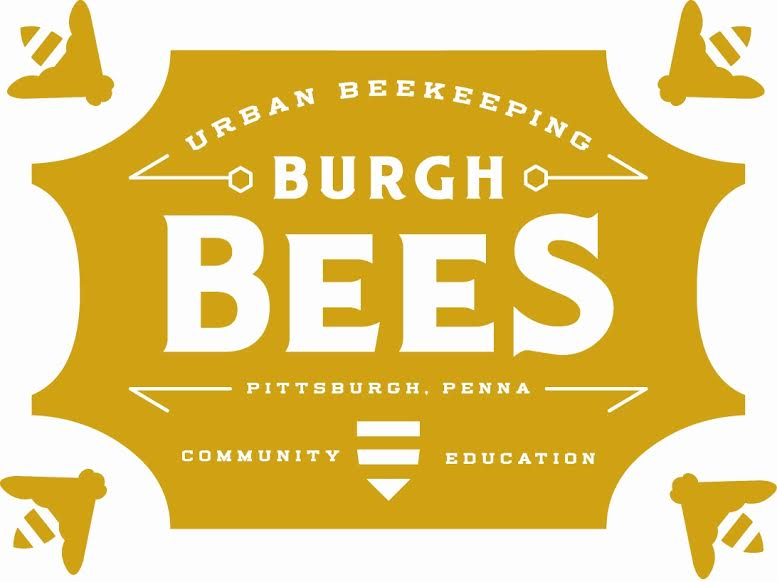 URBAN BEEKEEPING
BURGH
BEES
PITTSBURGH, PENNA
COMMUNITY EDUCATION